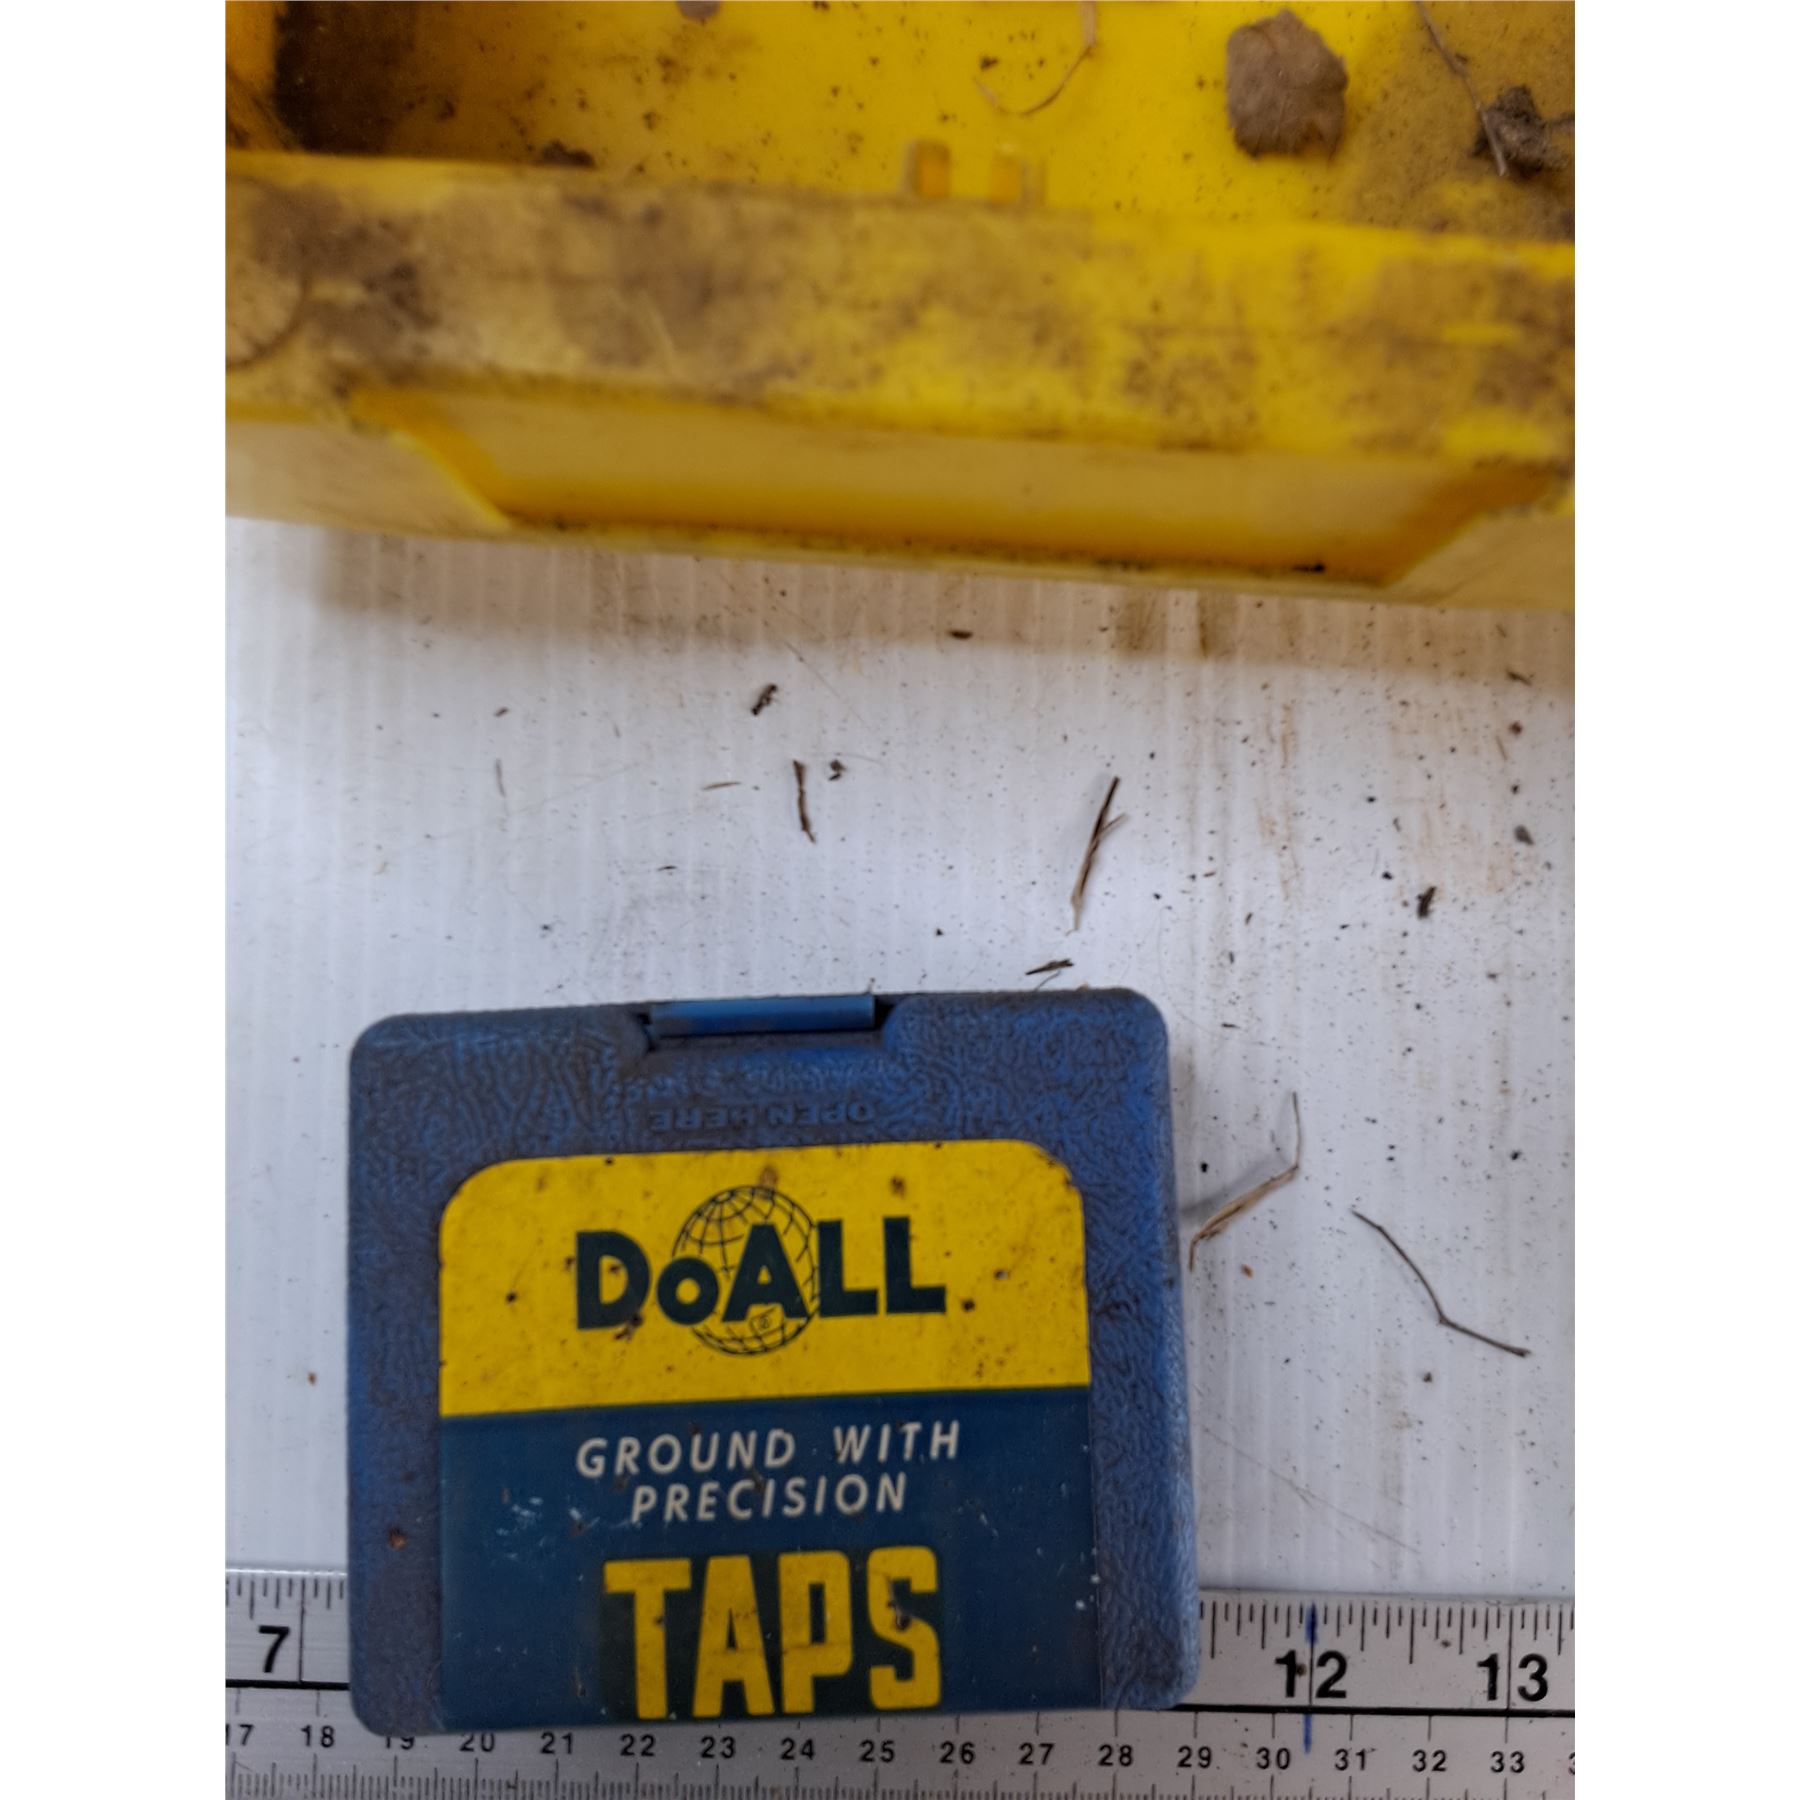 OPEN HERE
DoALL
GROUND WITH
PRECISION
TAPS
7 12 13
17 18 19 20 21 22 23 24 25 26 27 28 29 30 31 32 33